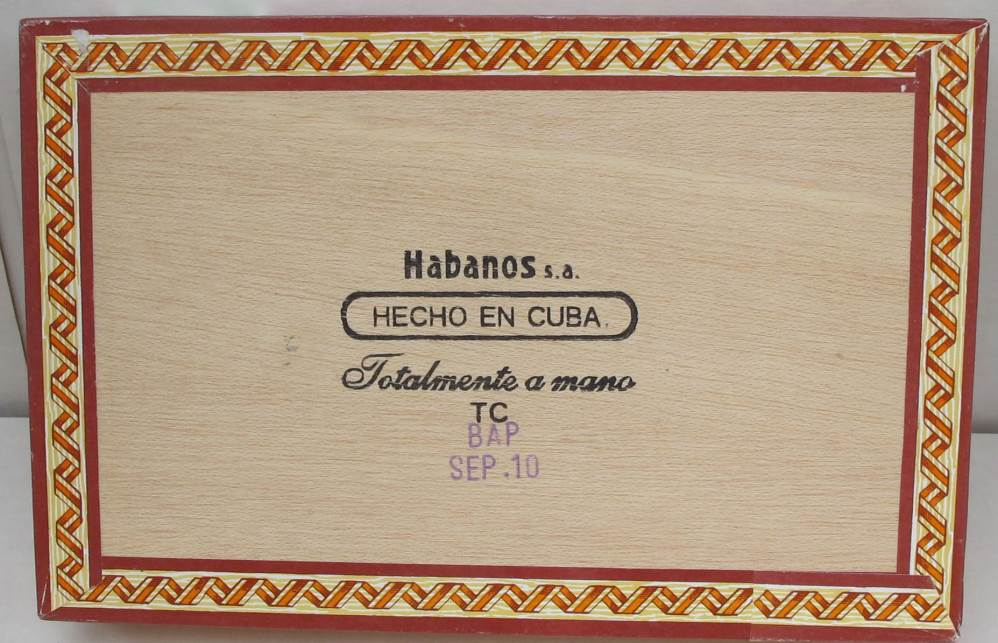 Habanos s.a.
HECHO EN CUBA.
Totalmente a mano
TC
BAP
SEP.10